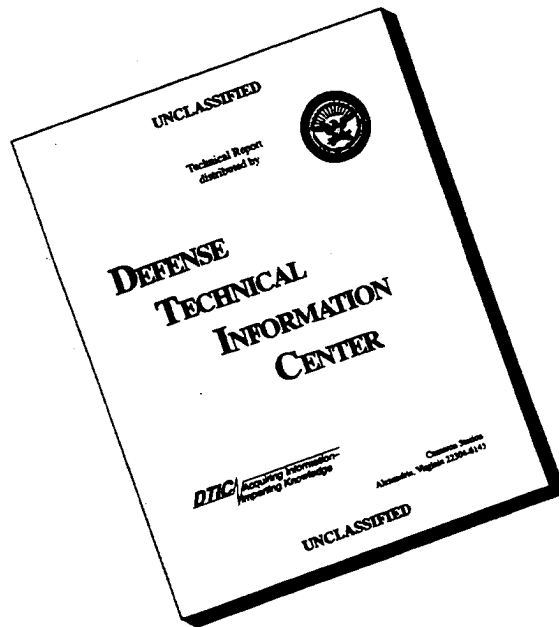 UNCLASSIFIED
Technical Report
distributed by
DEFENSE
TECHNICAL
INFORMATION
CENTER
DTIC
Acquiring Information-
Imparting Knowledge
Cameron Station
Alexandria, Virginia 22304-6145
UNCLASSIFIED